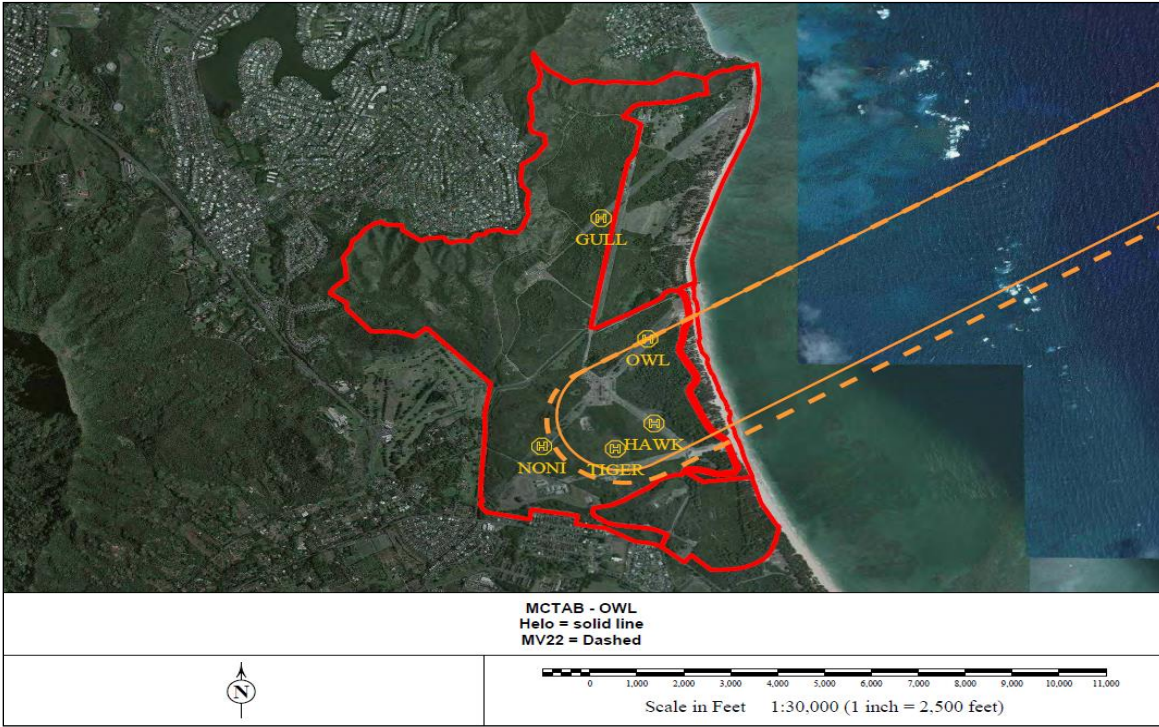 H
GULL
H
OWL
H
HAWK
H
NONI
H
TIGER
MCTAB - OWL
Helo = solid line
MV22 = Dashed
N
0 1,000 2,000 3,000 4,000 5,000 6,000 7,000 8,000 9,000 10,000 11,000
Scale in Feet 1:30,000 (1 inch = 2,500 feet)